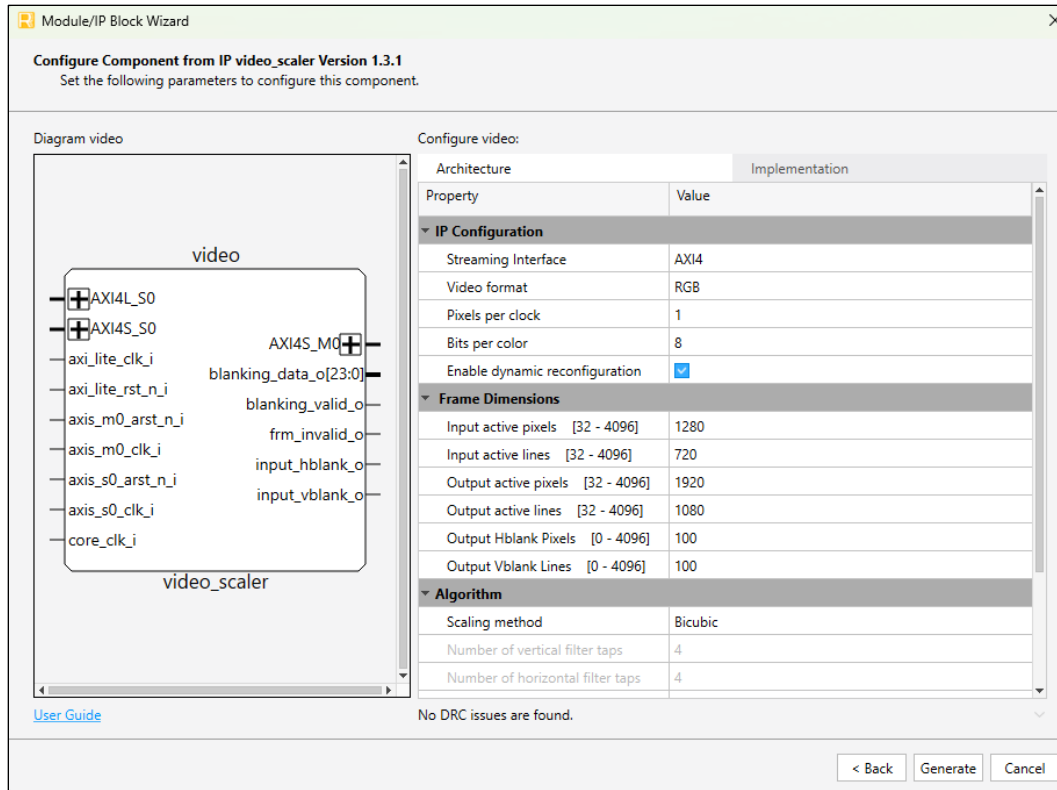 Module/IP Block Wizard
Configure Component from IP video_scaler Version 1.3.1
Set the following parameters to configure this component.
Diagram video
video
AXI4L_S0
AXI4S_S0
axi_lite_clk_i
axi_lite_rst_n_i
axis_m0_arst_n_i
axis_m0_clk_i
axis_s0_arst_n_i
axis_s0_clk_i
core_clk_i
AXI4S_M0
blanking_data_o[23:0]
blanking_valid_o
frm_invalid_o
input_hblank_o
input_vblank_o
video_scaler
User Guide
Configure video:
Architecture Implementation
Property Value
IP Configuration
Streaming Interface AXI4
Video format RGB
Pixels per clock 1
Bits per color 8
Enable dynamic reconfiguration
Frame Dimensions
Input active pixels [32 - 4096] 1280
Input active lines [32 - 4096] 720
Output active pixels [32 - 4096] 1920
Output active lines [32 - 4096] 1080
Output Hblank Pixels [0 - 4096] 100
Output Vblank Lines [0 - 4096] 100
Algorithm
Scaling method Bicubic
Number of vertical filter taps 4
Number of horizontal filter taps 4
No DRC issues are found.
< Back Generate Cancel